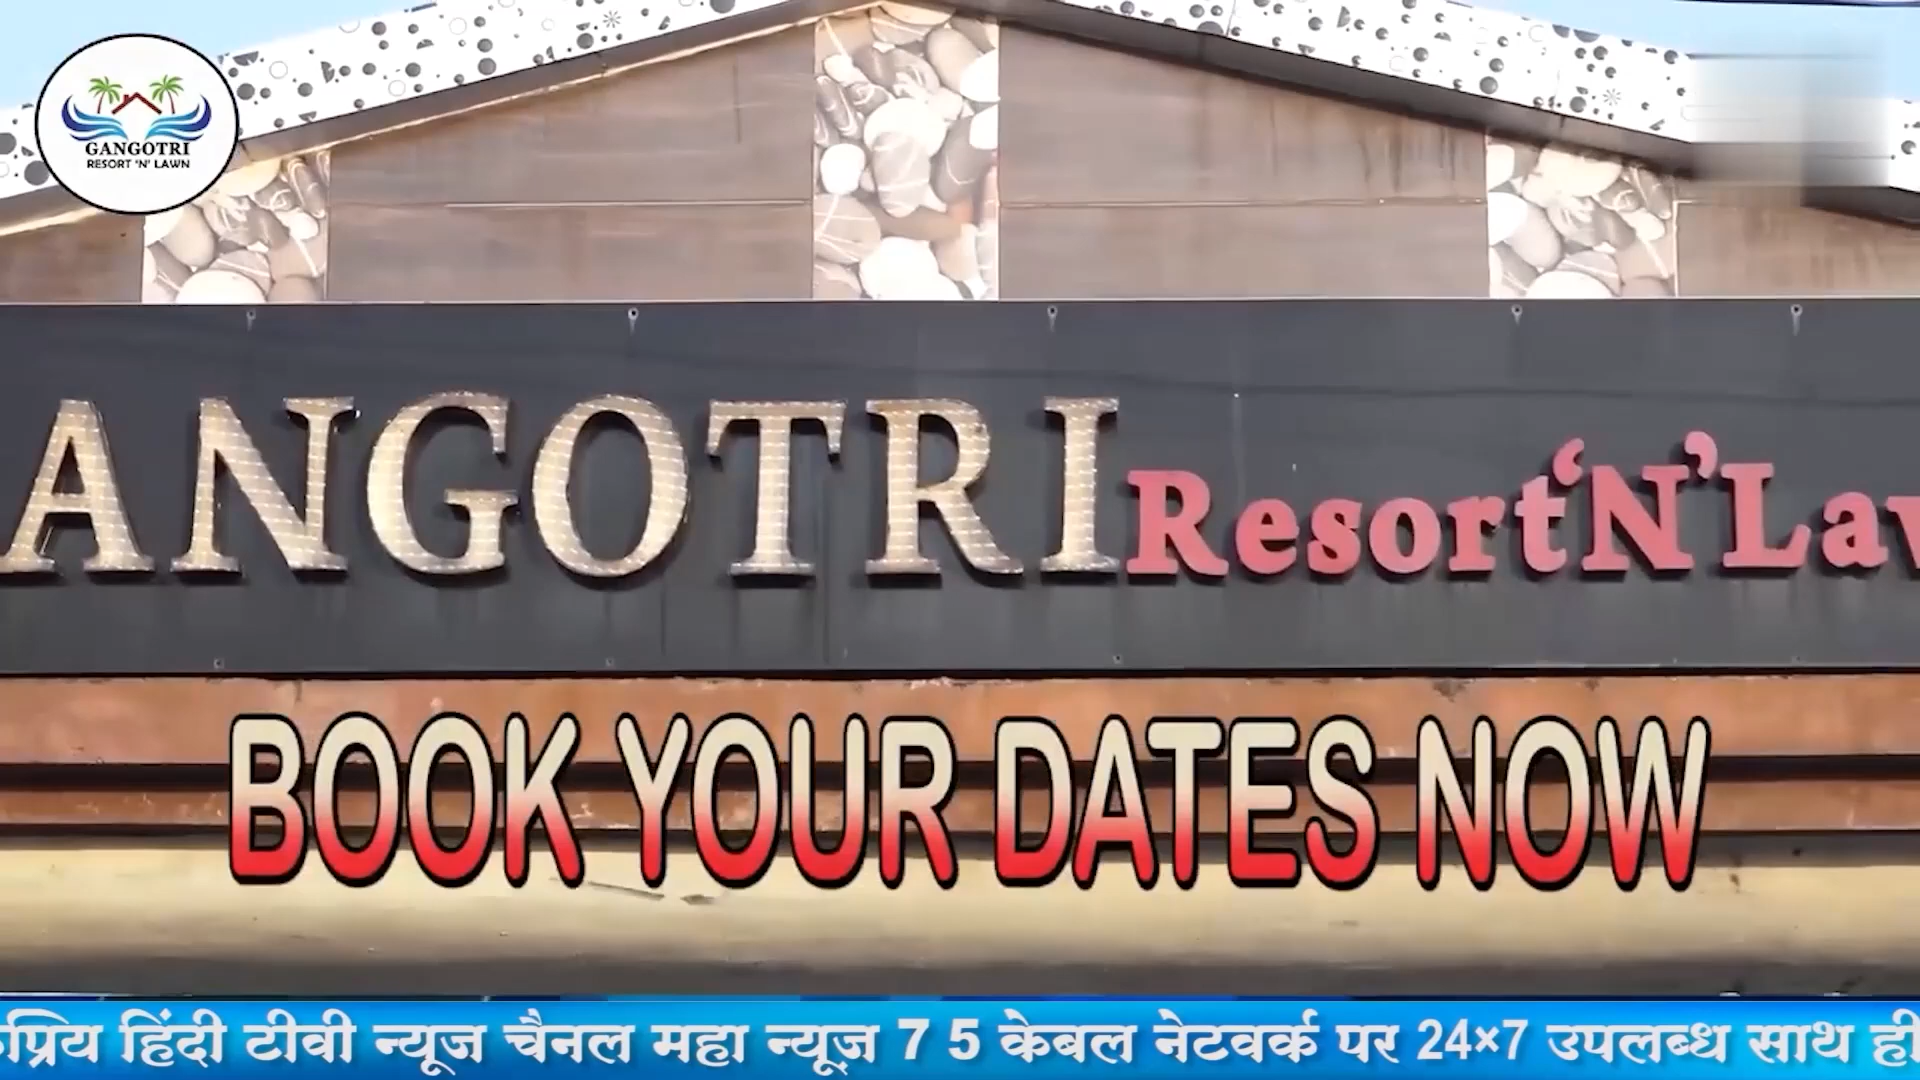 GANGOTRI
RESORT 'N' LAWN
ANGOTRI Resort 'N' Law
BOOK YOUR DATES NOW
प्रिय हिंदी टीवी न्यूज चैनल महा न्यूज़ 7 5 केबल नेटवर्क पर 24×7 उपलब्ध साथ ही